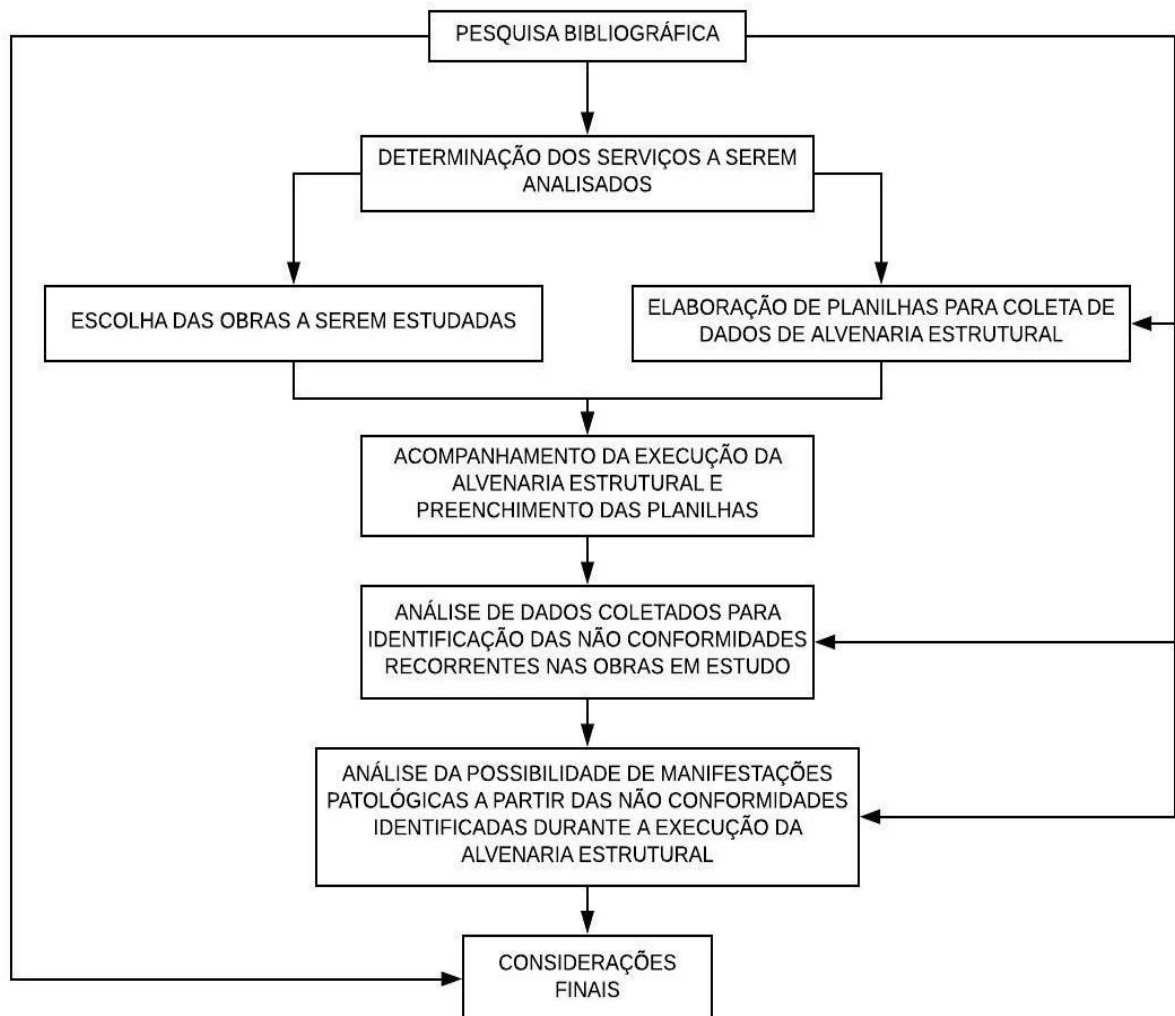 PESQUISA BIBLIOGRÁFICA
DETERMINAÇÃO DOS SERVIÇOS A SEREM
ANALISADOS
ESCOLHA DAS OBRAS A SEREM ESTUDADAS
ELABORAÇÃO DE PLANILHAS PARA COLETA DE
DADOS DE ALVENARIA ESTRUTURAL
ACOMPANHAMENTO DA EXECUÇÃO DA
ALVENARIA ESTRUTURAL E
PREENCHIMENTO DAS PLANILHAS
ANÁLISE DE DADOS COLETADOS PARA
IDENTIFICAÇÃO DAS NÃO CONFORMIDADES
RECORRENTES NAS OBRAS EM ESTUDO
ANÁLISE DA POSSIBILIDADE DE MANIFESTAÇÕES
PATOLÓGICAS A PARTIR DAS NÃO CONFORMIDADES
IDENTIFICADAS DURANTE A EXECUÇÃO DA
ALVENARIA ESTRUTURAL
CONSIDERAÇÕES
FINAIS